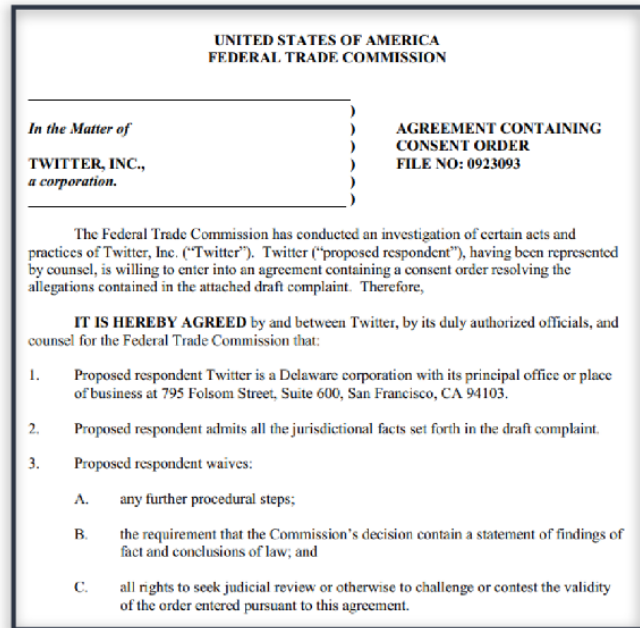 UNITED STATES OF AMERICA
FEDERAL TRADE COMMISSION
)
In the Matter of ) AGREEMENT CONTAINING
) CONSENT ORDER
TWITTER, INC., ) FILE NO: 0923093
a corporation. )
)
The Federal Trade Commission has conducted an investigation of certain acts and
practices of Twitter, Inc. (“Twitter”). Twitter (“proposed respondent”), having been represented
by counsel, is willing to enter into an agreement containing a consent order resolving the
allegations contained in the attached draft complaint. Therefore,
IT IS HEREBY AGREED by and between Twitter, by its duly authorized officials, and
counsel for the Federal Trade Commission that:
1. Proposed respondent Twitter is a Delaware corporation with its principal office or place
of business at 795 Folsom Street, Suite 600, San Francisco, CA 94103.
2. Proposed respondent admits all the jurisdictional facts set forth in the draft complaint.
3. Proposed respondent waives:
A. any further procedural steps;
B. the requirement that the Commission’s decision contain a statement of findings of
fact and conclusions of law; and
C. all rights to seek judicial review or otherwise to challenge or contest the validity
of the order entered pursuant to this agreement.